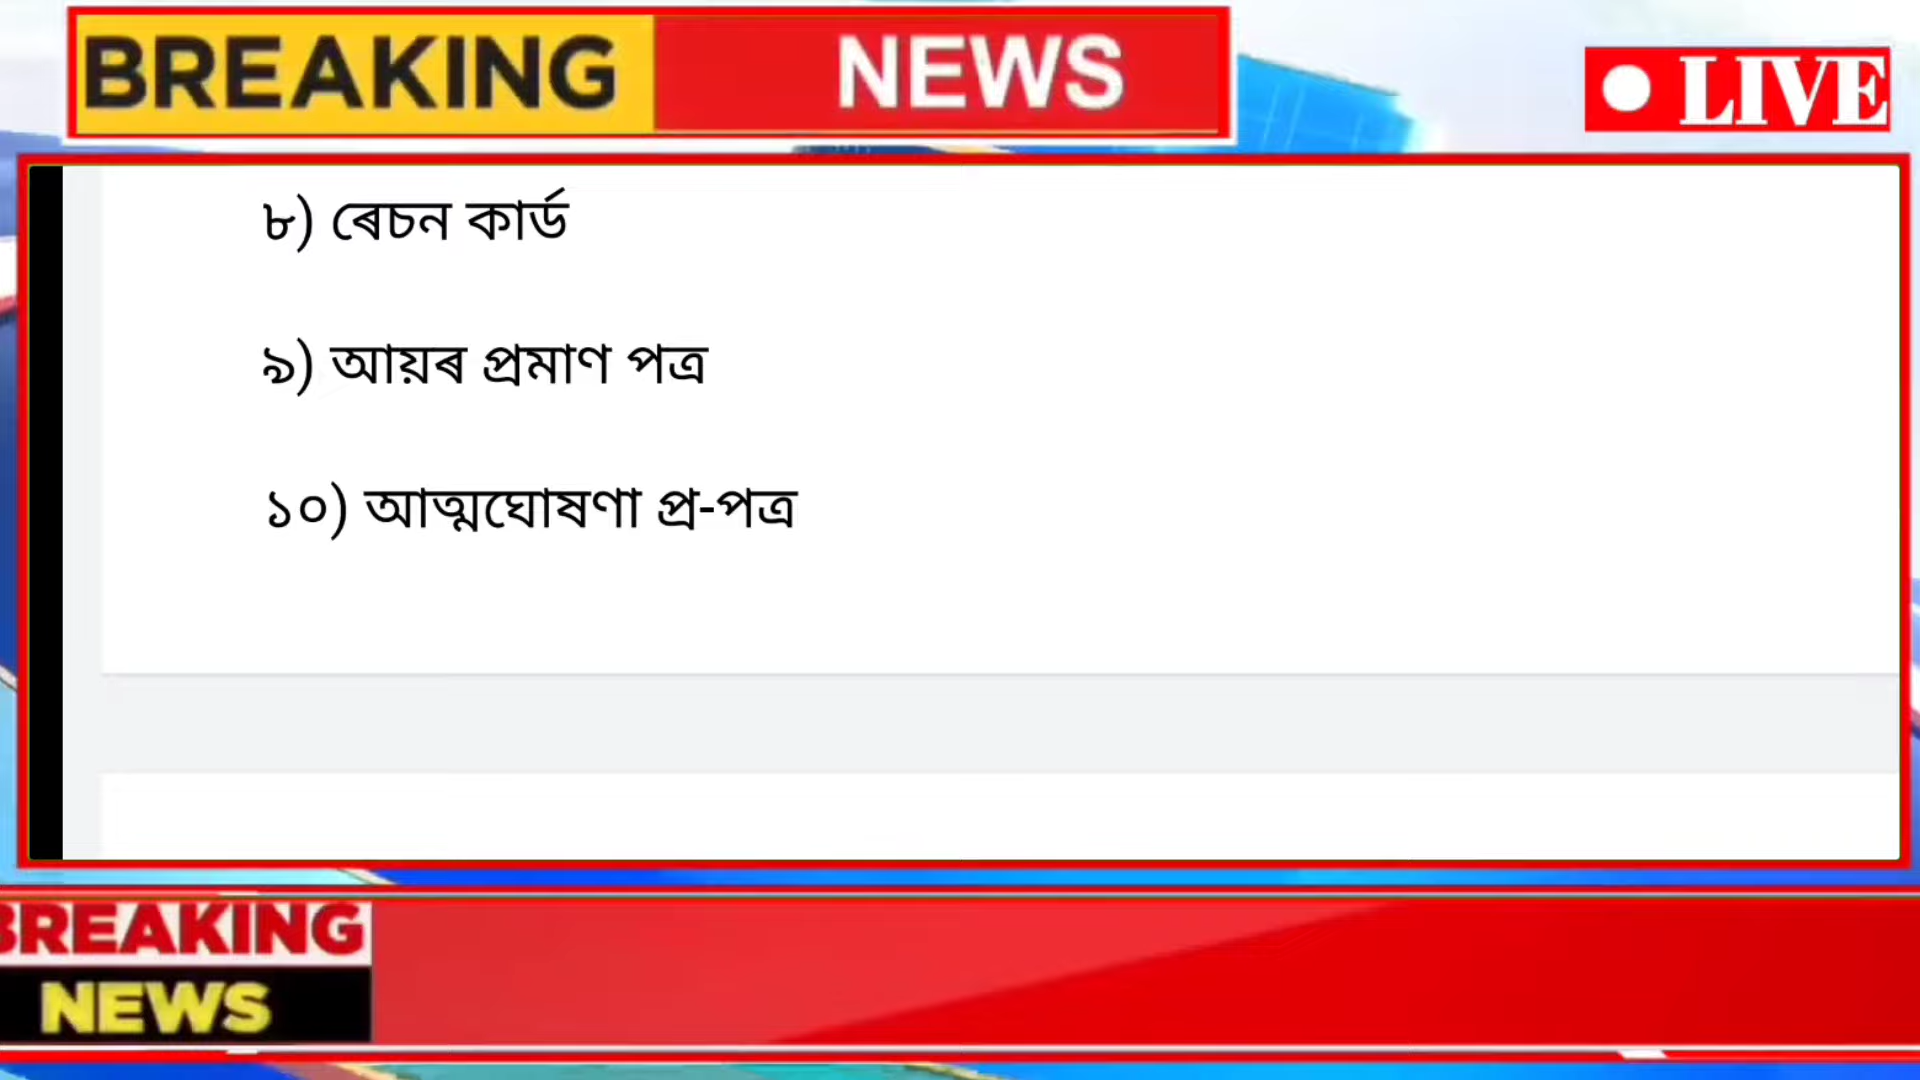 BREAKING NEWS
LIVE
৮) ৰেচন কাৰ্ড
৯) আয়ৰ প্ৰমাণ পত্ৰ
১০) আত্মঘোষণা প্ৰ-পত্ৰ
BREAKING
NEWS